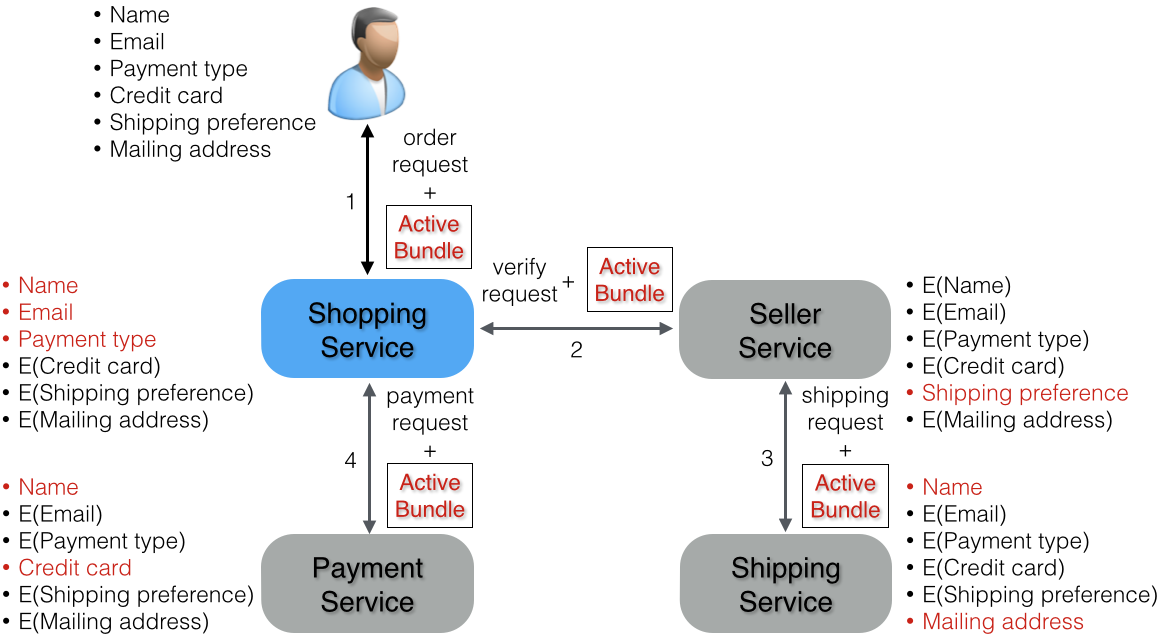 • Name
• Email
• Payment type
• Credit card
• Shipping preference
• Mailing address
order
request
+
Active
Bundle
1
• Name
• Email
• Payment type
• E(Credit card)
• E(Shipping preference)
• E(Mailing address)
Shopping
Service
verify
request
+
Active
Bundle
2
Seller
Service
• E(Name)
• E(Email)
• E(Payment type)
• E(Credit card)
• Shipping preference
• E(Mailing address)
payment
request
+
Active
Bundle
4
shipping
request
+
Active
Bundle
3
• Name
• E(Email)
• E(Payment type)
• Credit card
• E(Shipping preference)
• E(Mailing address)
Payment
Service
Shipping
Service
• Name
• E(Email)
• E(Payment type)
• E(Credit card)
• E(Shipping preference)
• Mailing address